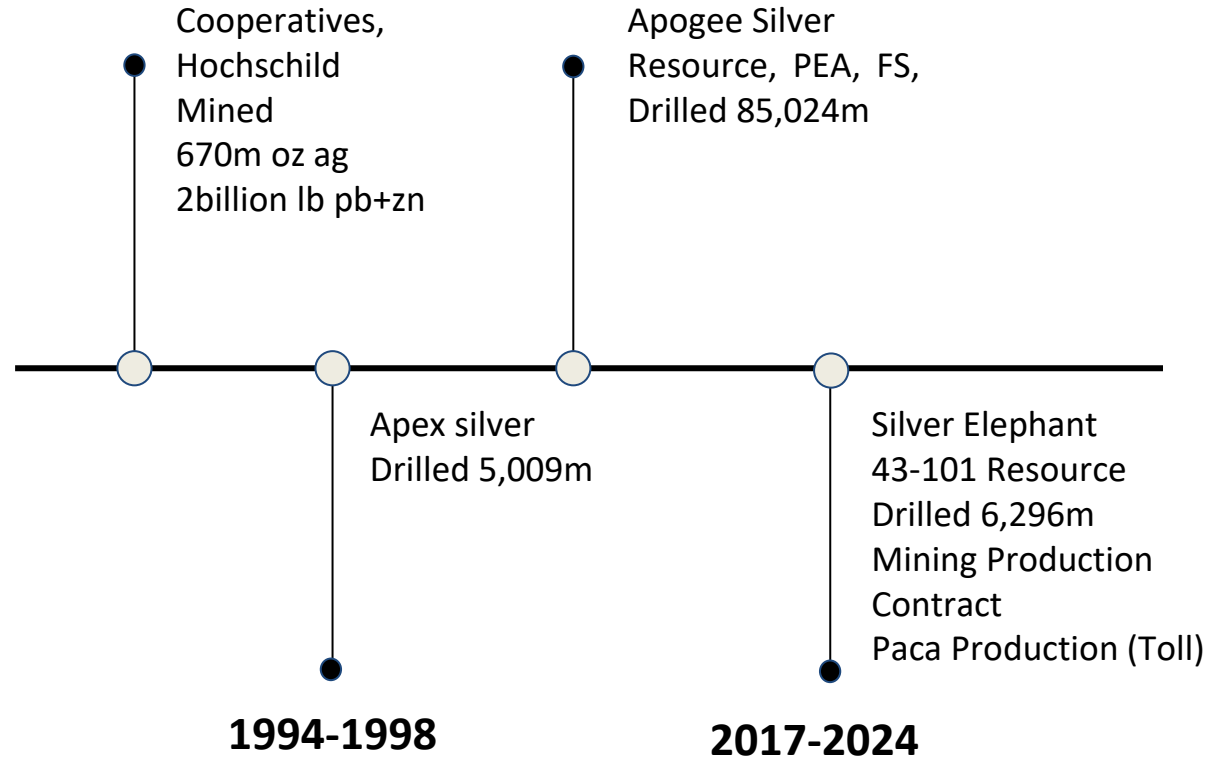 Cooperatives,
Hochschild
Mined
670m oz ag
2billion lb pb+zn
Apogee Silver
Resource, PEA, FS,
Drilled 85,024m
Apex silver
Drilled 5,009m
Silver Elephant
43-101 Resource
Drilled 6,296m
Mining Production
Contract
Paca Production (Toll)
1994-1998
2017-2024